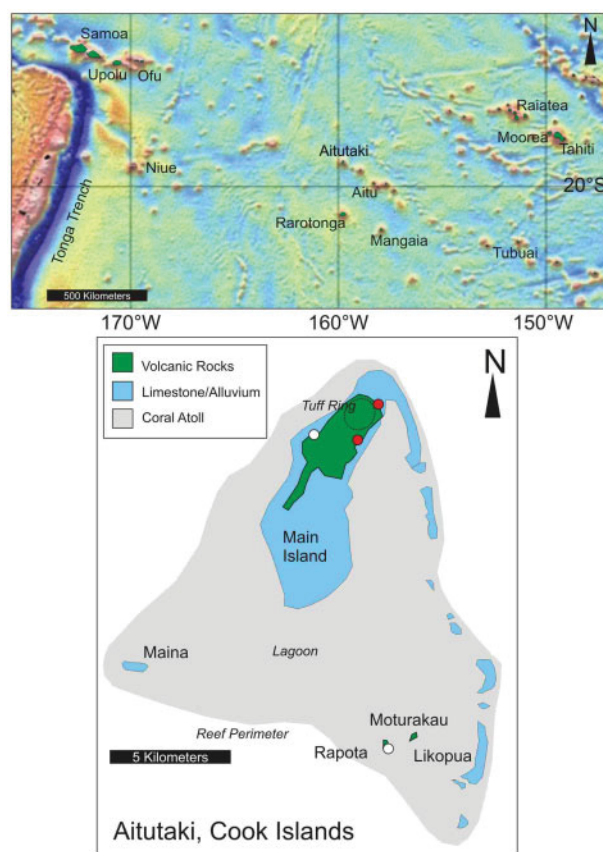 Samoa
N
Upolu
Ofu
Raiatea
Moorea
Tahiti
Aitutaki
Niue
20°S
Aitu
Tonga Trench
Rarotonga
Mangaia
Tubuai
500 Kilometers
170°W
160°W
150°W
Volcanic Rocks
Limestone/Alluvium
Coral Atoll
N
Tuff Ring
Main
Island
Maina
Lagoon
Moturakau
Reef Perimeter
Rapota
Likopua
5 Kilometers
Aitutaki, Cook Islands